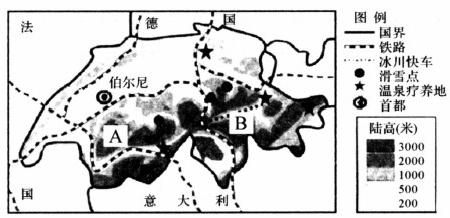 法
德
国
伯尔尼
A
B
国
意大利
图例
国界
铁路
冰川快车
滑雪点
温泉疗养地
首都
陆高(米)
3000
2000
1000
500
200